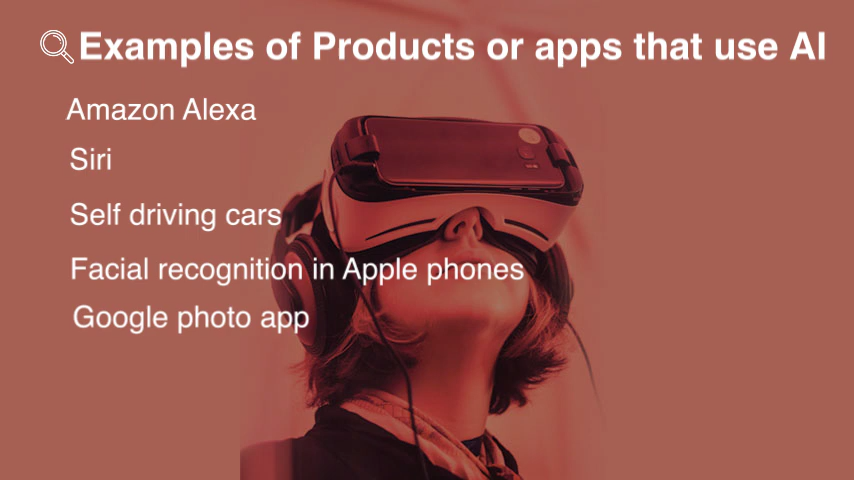 Examples of Products or apps that use AI
Amazon Alexa
Siri
Self driving cars
Facial recognition in Apple phones
Google photo app